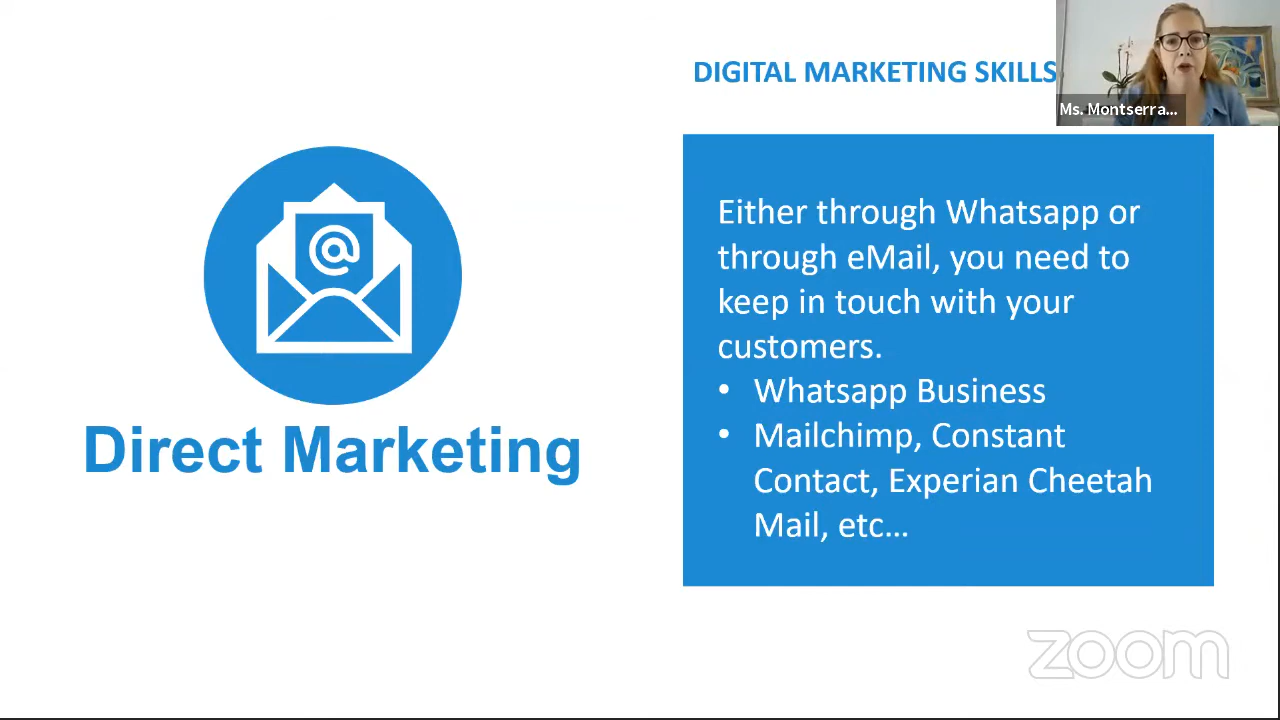 DIGITAL MARKETING SKILLS
Ms. Montserra...
@
Direct Marketing
Either through Whatsapp or
through eMail, you need to
keep in touch with your
customers.
• Whatsapp Business
• Mailchimp, Constant
Contact, Experian Cheetah
Mail, etc…
zoom